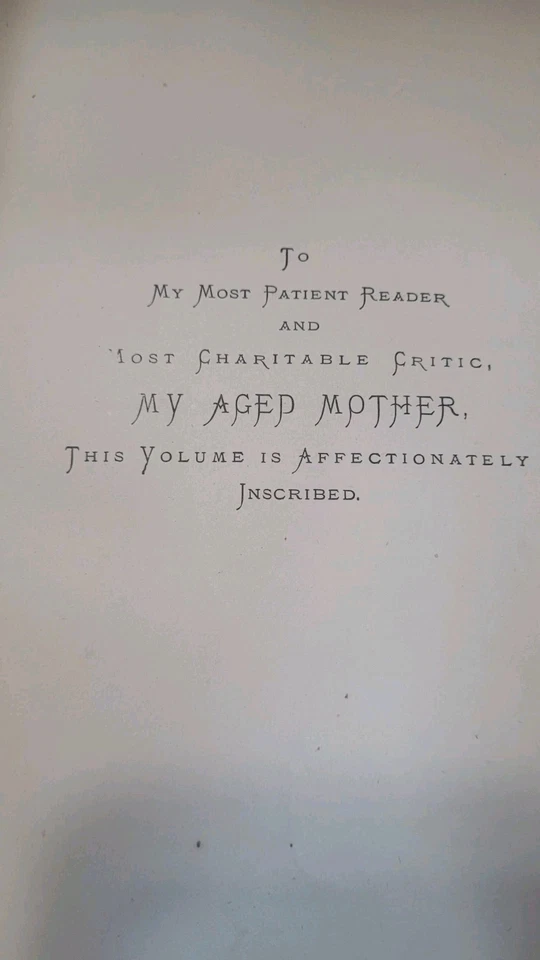 To
My Most Patient Reader
and
Most Charitable Critic,
MY AGED MOTHER,
This Volume is Affectionately
Inscribed.